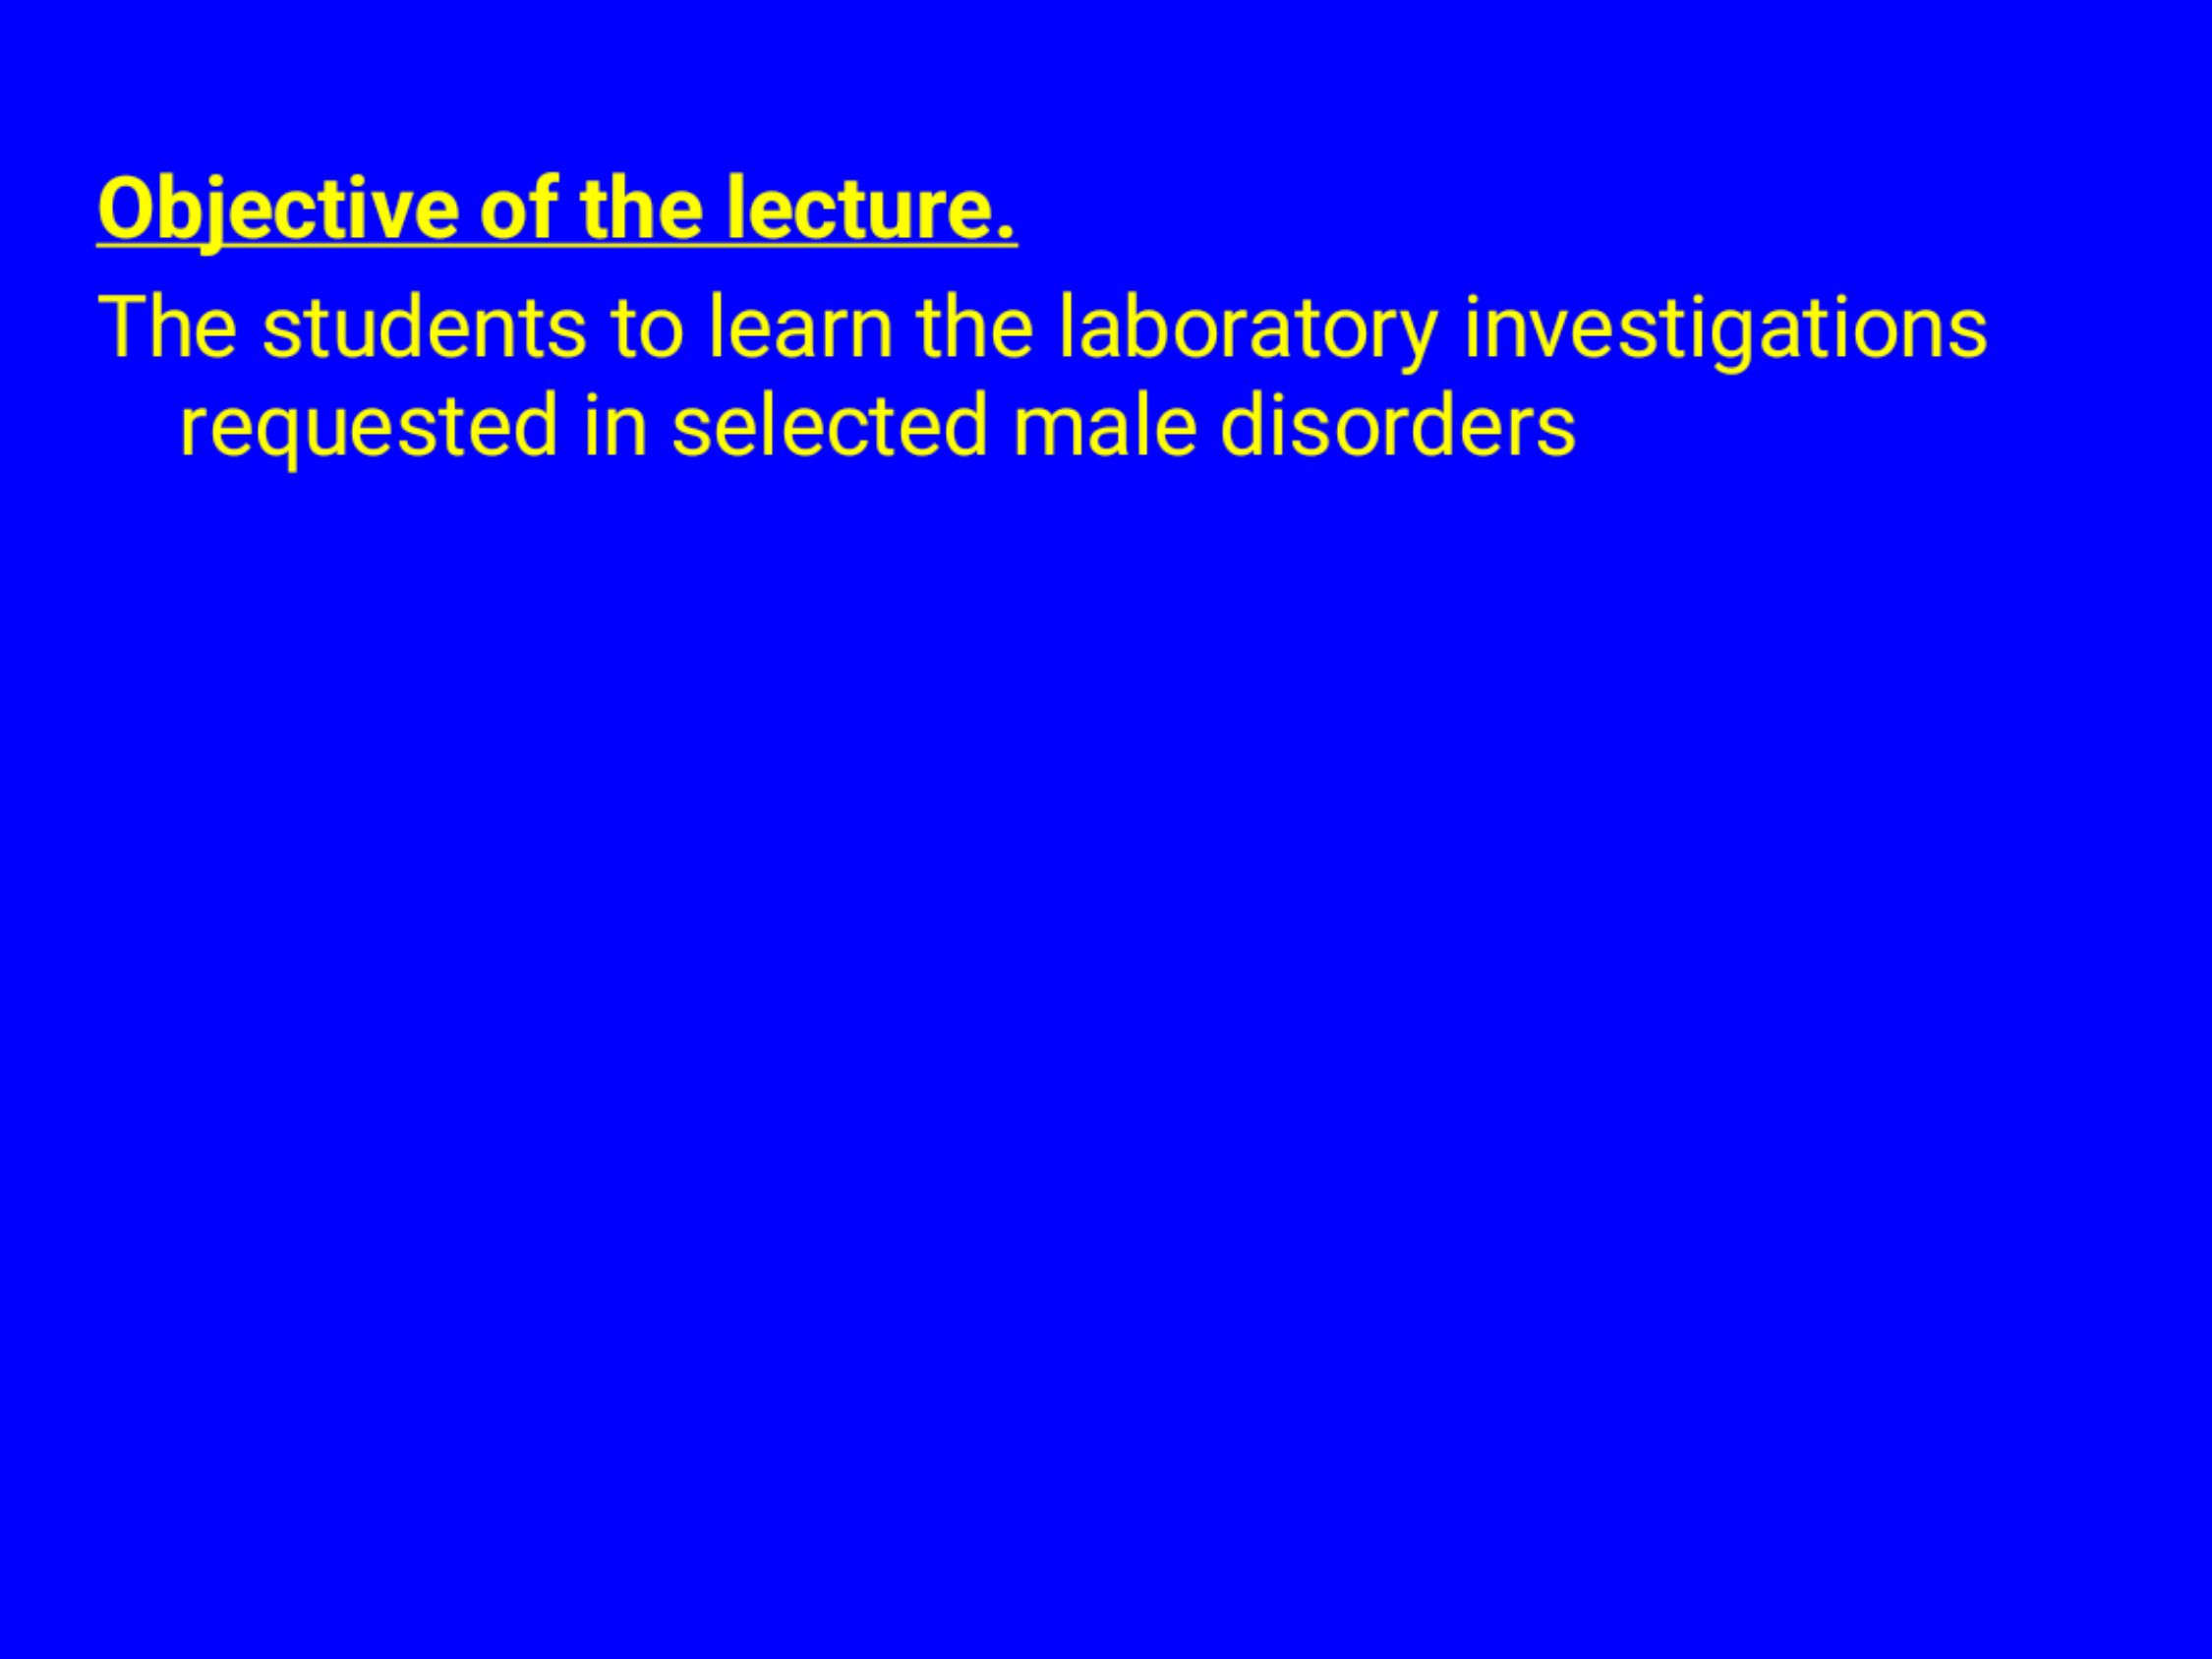 Objective of the lecture.
The students to learn the laboratory investigations
requested in selected male disorders